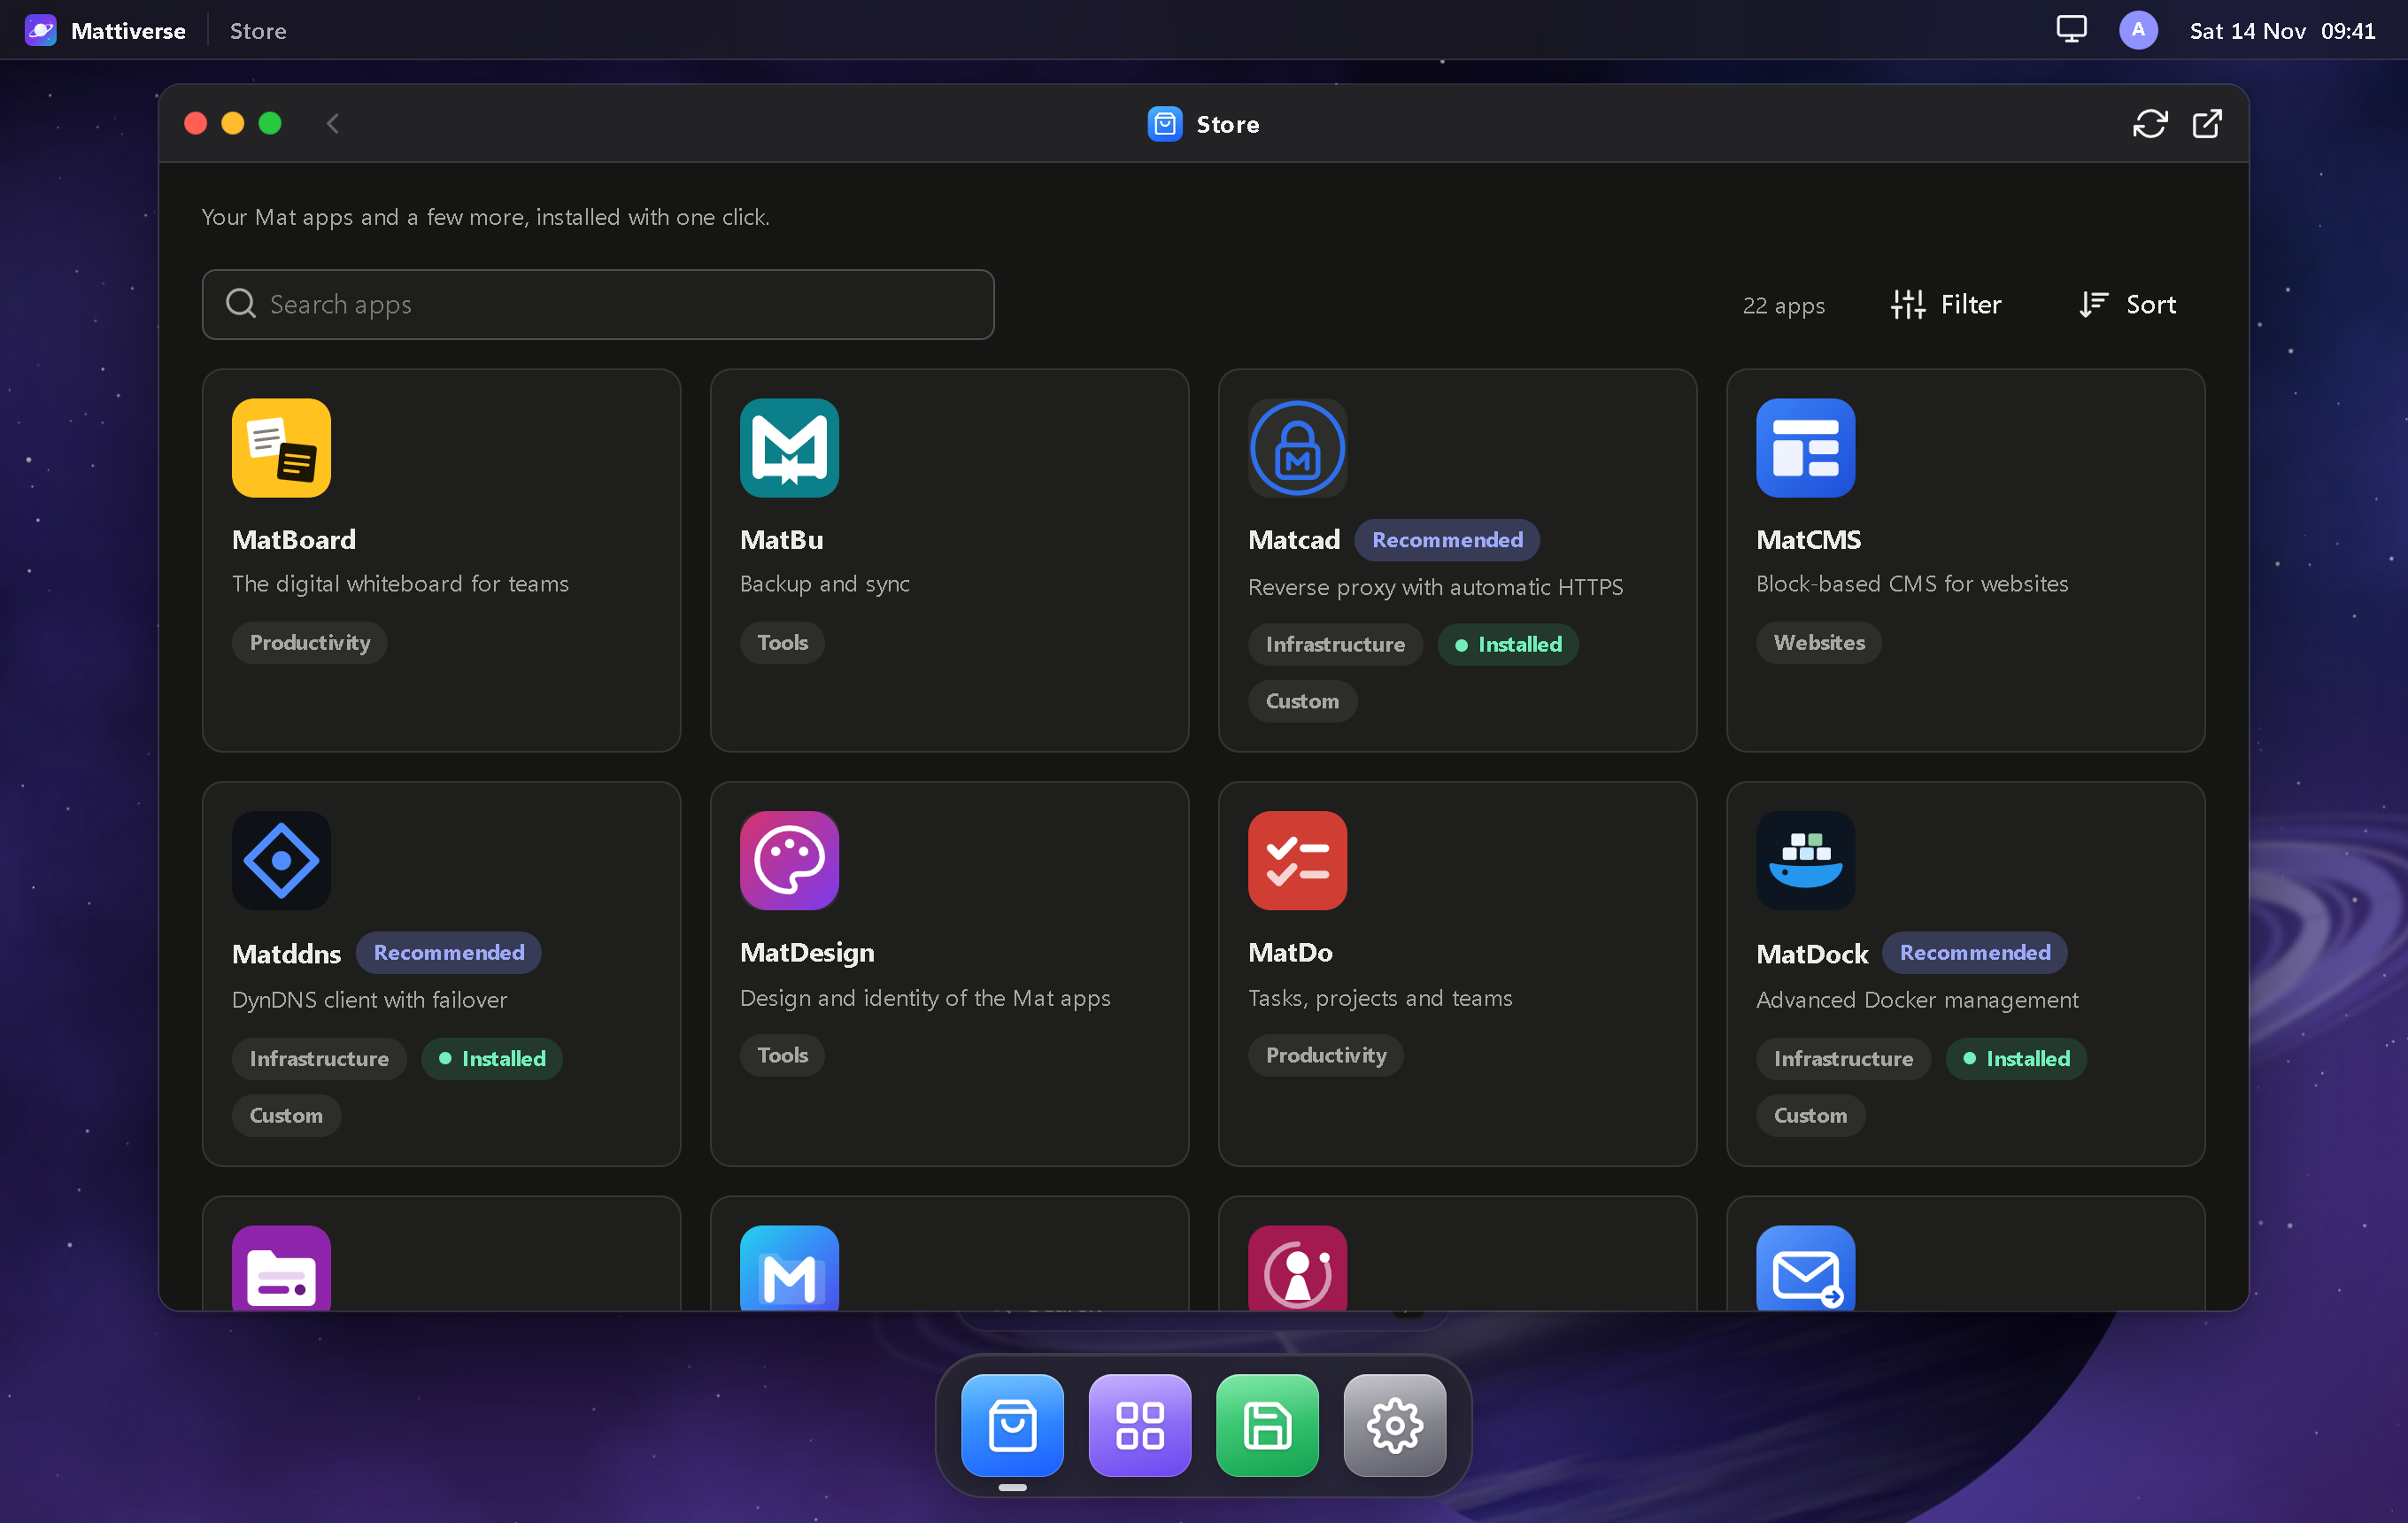 Mattiverse
Store
A
Sat 14 Nov 09:41
Store
Your Mat apps and a few more, installed with one click.
Search apps
22 apps
Filter
Sort
MatBoard
The digital whiteboard for teams
Productivity
MatBu
Backup and sync
Tools
Matcad
Recommended
Reverse proxy with automatic HTTPS
Infrastructure
Installed
Custom
MatCMS
Block-based CMS for websites
Websites
Matddns
Recommended
DynDNS client with failover
Infrastructure
Installed
Custom
MatDesign
Design and identity of the Mat apps
Tools
MatDo
Tasks, projects and teams
Productivity
MatDock
Recommended
Advanced Docker management
Infrastructure
Installed
Custom